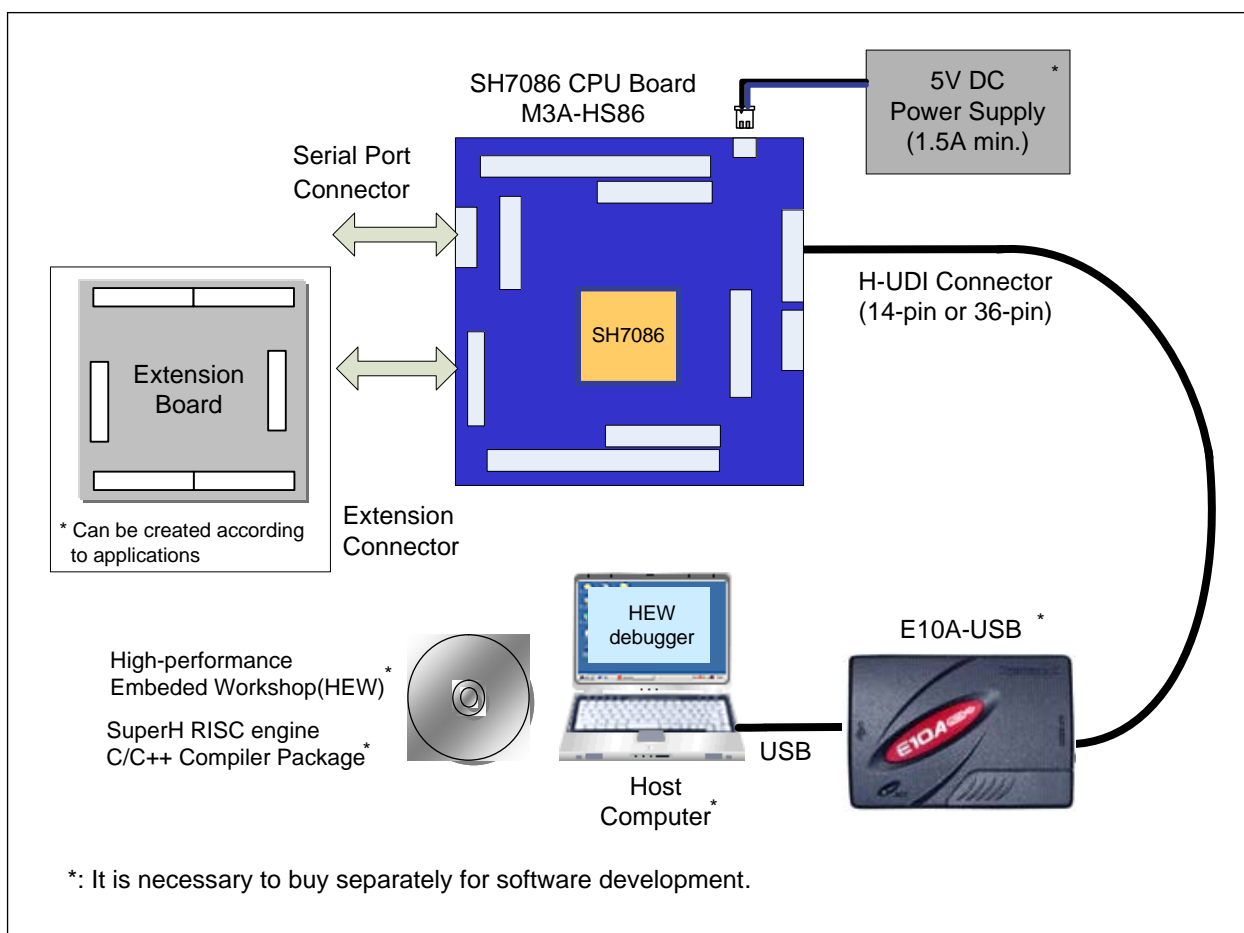 SH7086 CPU Board
M3A-HS86
5V DC *
Power Supply
(1.5A min.)
Serial Port
Connector
H-UDI Connector
(14-pin or 36-pin)
SH7086
Extension
Board
* Can be created according
to applications
Extension
Connector
HEW
debugger
E10A-USB *
High-performance
Embeded Workshop(HEW)*
SuperH RISC engine
C/C++ Compiler Package*
E10A
USB
Host
Computer*
*: It is necessary to buy separately for software development.